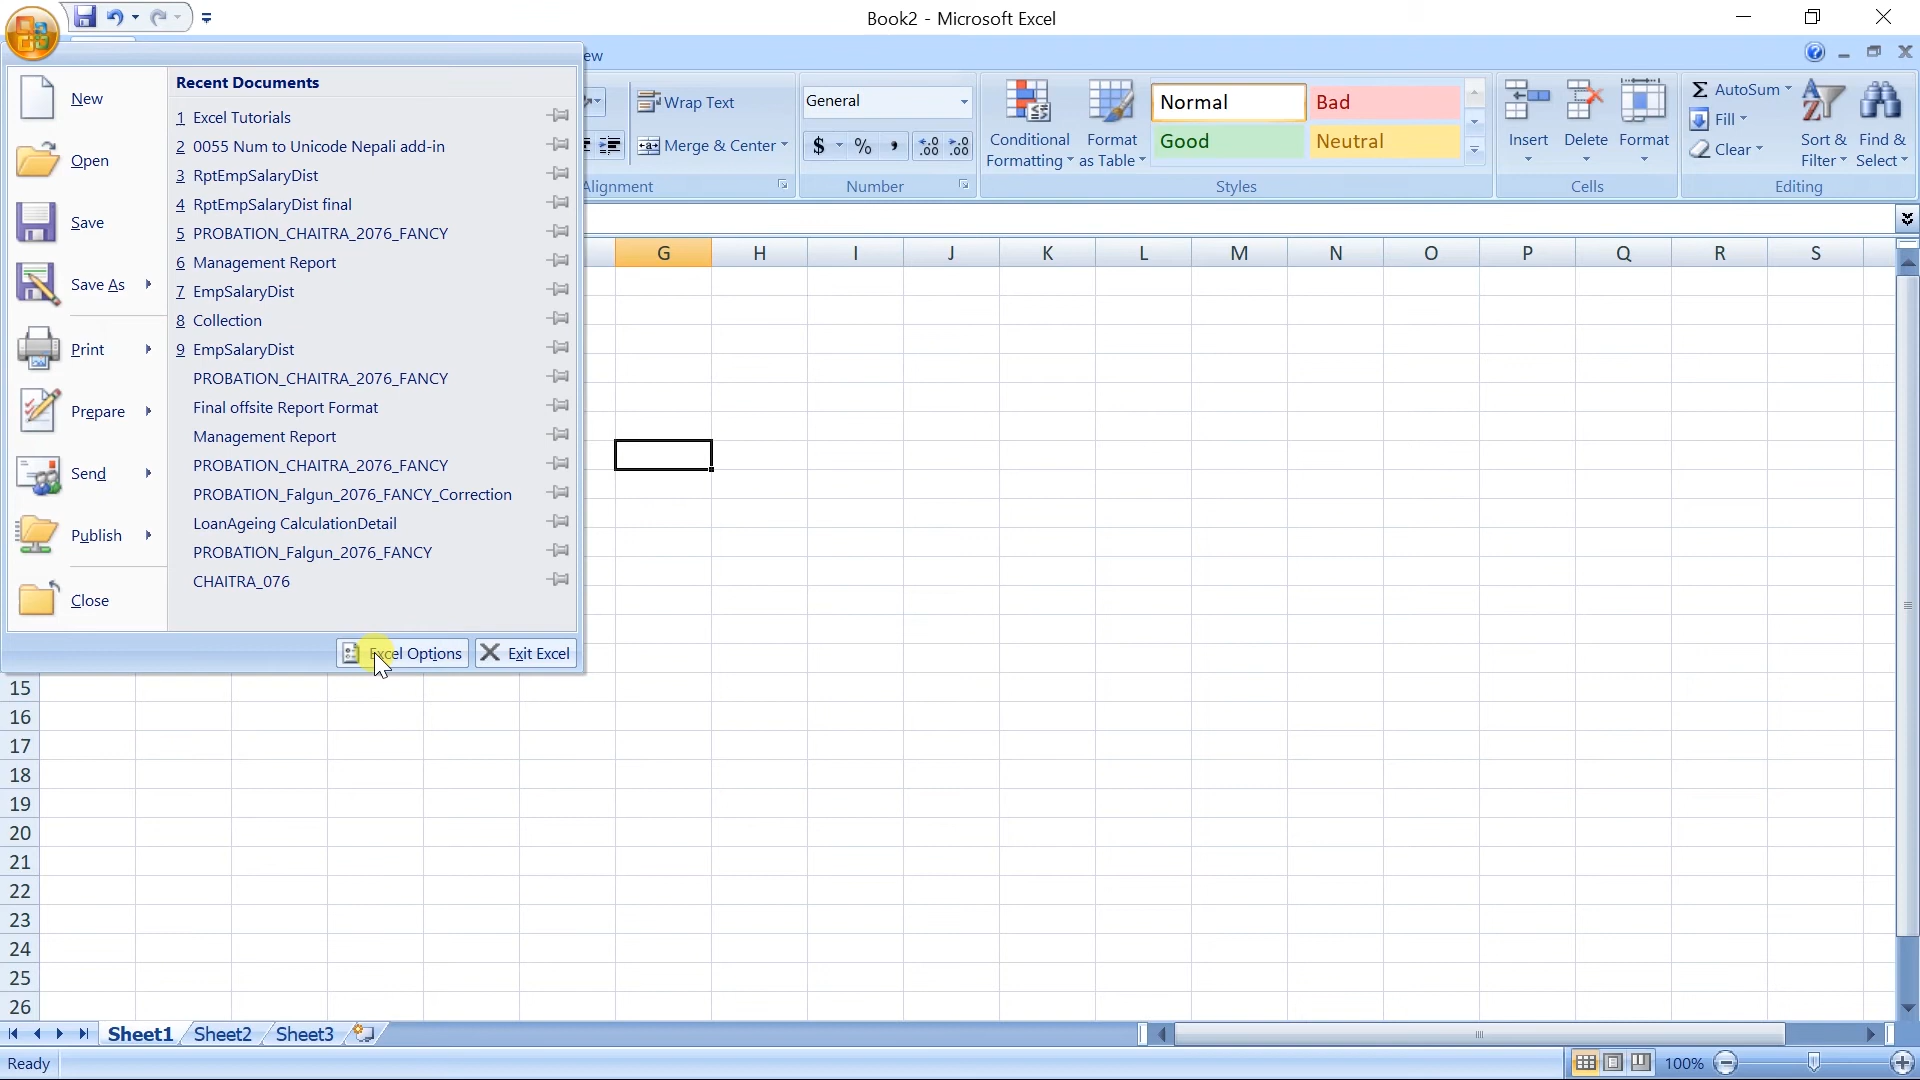 Book2 - Microsoft Excel
ew
New
Open
Save
Save As
Print
Prepare
Send
Publish
Close
Recent Documents
1 Excel Tutorials
2 0055 Num to Unicode Nepali add-in
3 RptEmpSalaryDist
4 RptEmpSalaryDist final
5 PROBATION_CHAITRA_2076_FANCY
6 Management Report
7 EmpSalaryDist
8 Collection
9 EmpSalaryDist
PROBATION_CHAITRA_2076_FANCY
Final offsite Report Format
Management Report
PROBATION_CHAITRA_2076_FANCY
PROBATION_Falgun_2076_FANCY_Correction
LoanAgeing CalculationDetail
PROBATION_Falgun_2076_FANCY
CHAITRA_076
Excel Options
Exit Excel
Wrap Text
Merge & Center
Alignment
General
$ % , .0 .00 .00 .0
Number
Conditional Formatting
Format as Table
Normal
Bad
Good
Neutral
Styles
Insert
Delete
Format
Cells
Σ AutoSum
Fill
Clear
Sort & Filter
Find & Select
Editing
G H I J K L M N O P Q R S
15
16
17
18
19
20
21
22
23
24
25
26
Sheet1 Sheet2 Sheet3
Ready
100%